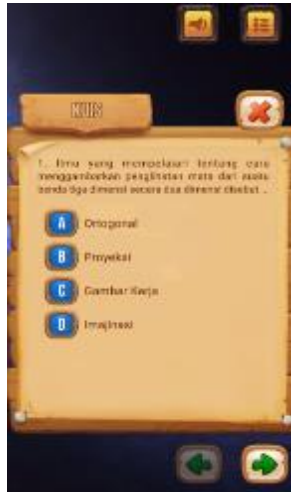 KUIS
1. Ilmu yang mempelajari tentang cara
menggambarkan penglihatan mata dari suatu
benda tiga dimensi secara dua dimensi disebut ..
A Ortogonal
B Proyeksi
C Gambar Kerja
D Imajinasi